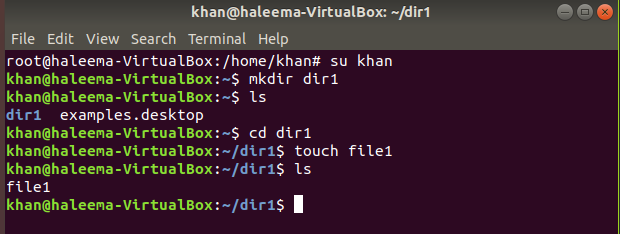 khan@haleema-VirtualBox: ~/dir1
File Edit View Search Terminal Help
root@haleema-VirtualBox:/home/khan# su khan
khan@haleema-VirtualBox:~$ mkdir dir1
khan@haleema-VirtualBox:~$ ls
dir1  examples.desktop
khan@haleema-VirtualBox:~$ cd dir1
khan@haleema-VirtualBox:~/dir1$ touch file1
khan@haleema-VirtualBox:~/dir1$ ls
file1
khan@haleema-VirtualBox:~/dir1$